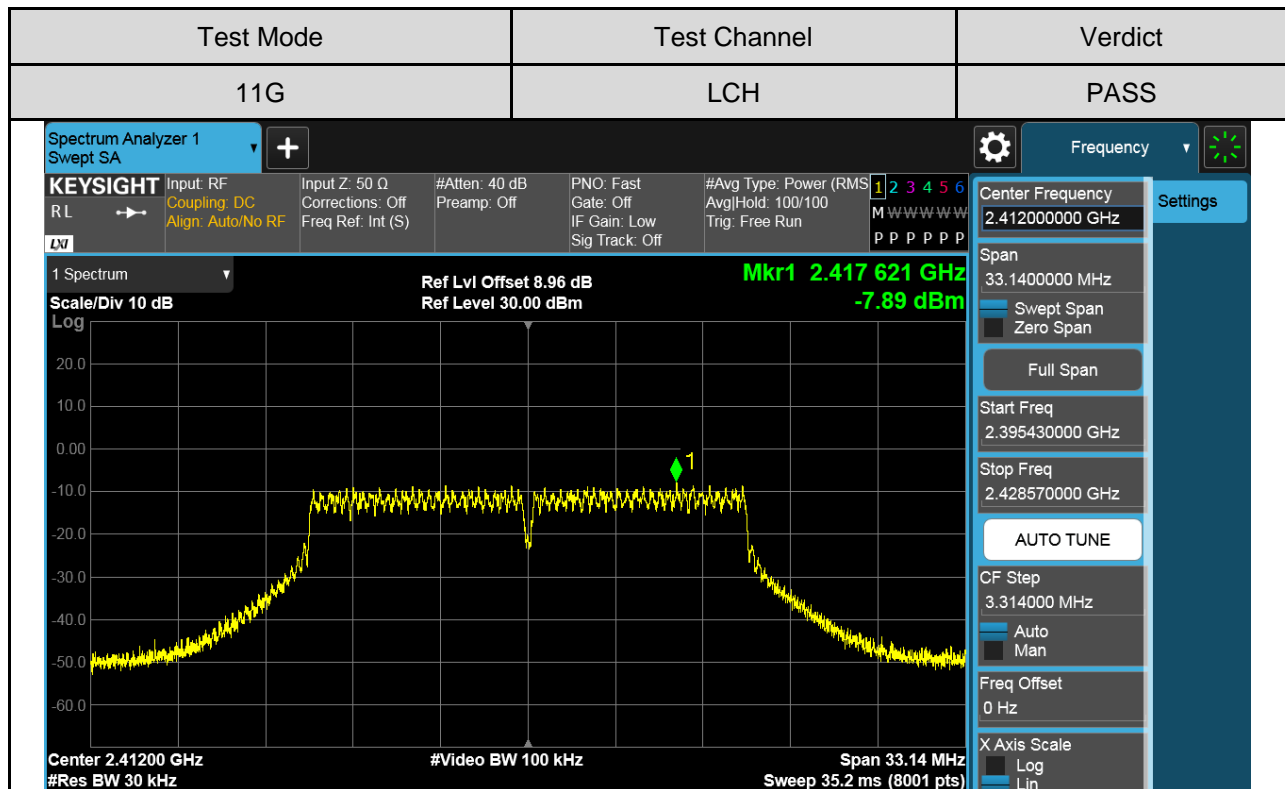 Test Mode Test Channel Verdict
11G LCH PASS
Spectrum Analyzer 1
Swept SA
Frequency
KEYSIGHT Input: RF Input Z: 50 Ω #Atten: 40 dB PNO: Fast #Avg Type: Power (RMS 1 2 3 4 5 6
RL Coupling: DC Corrections: Off Preamp: Off Gate: Off Avg|Hold: 100/100 M W W W W W
Align: Auto/No RF Freq Ref: Int (S) IF Gain: Low Trig: Free Run
LXI Sig Track: Off P P P P P P
Center Frequency Settings
2.412000000 GHz
1 Spectrum
Ref Lvl Offset 8.96 dB Mkr1 2.417 621 GHz
Scale/Div 10 dB Ref Level 30.00 dBm -7.89 dBm
Log
20.0
10.0
0.00
-10.0
-20.0
-30.0
-40.0
-50.0
-60.0
1
Center 2.41200 GHz #Video BW 100 kHz Span 33.14 MHz
#Res BW 30 kHz Sweep 35.2 ms (8001 pts)
Span
33.1400000 MHz
Swept Span
Zero Span
Full Span
Start Freq
2.395430000 GHz
Stop Freq
2.428570000 GHz
AUTO TUNE
CF Step
3.314000 MHz
Auto
Man
Freq Offset
0 Hz
X Axis Scale
Log
Lin